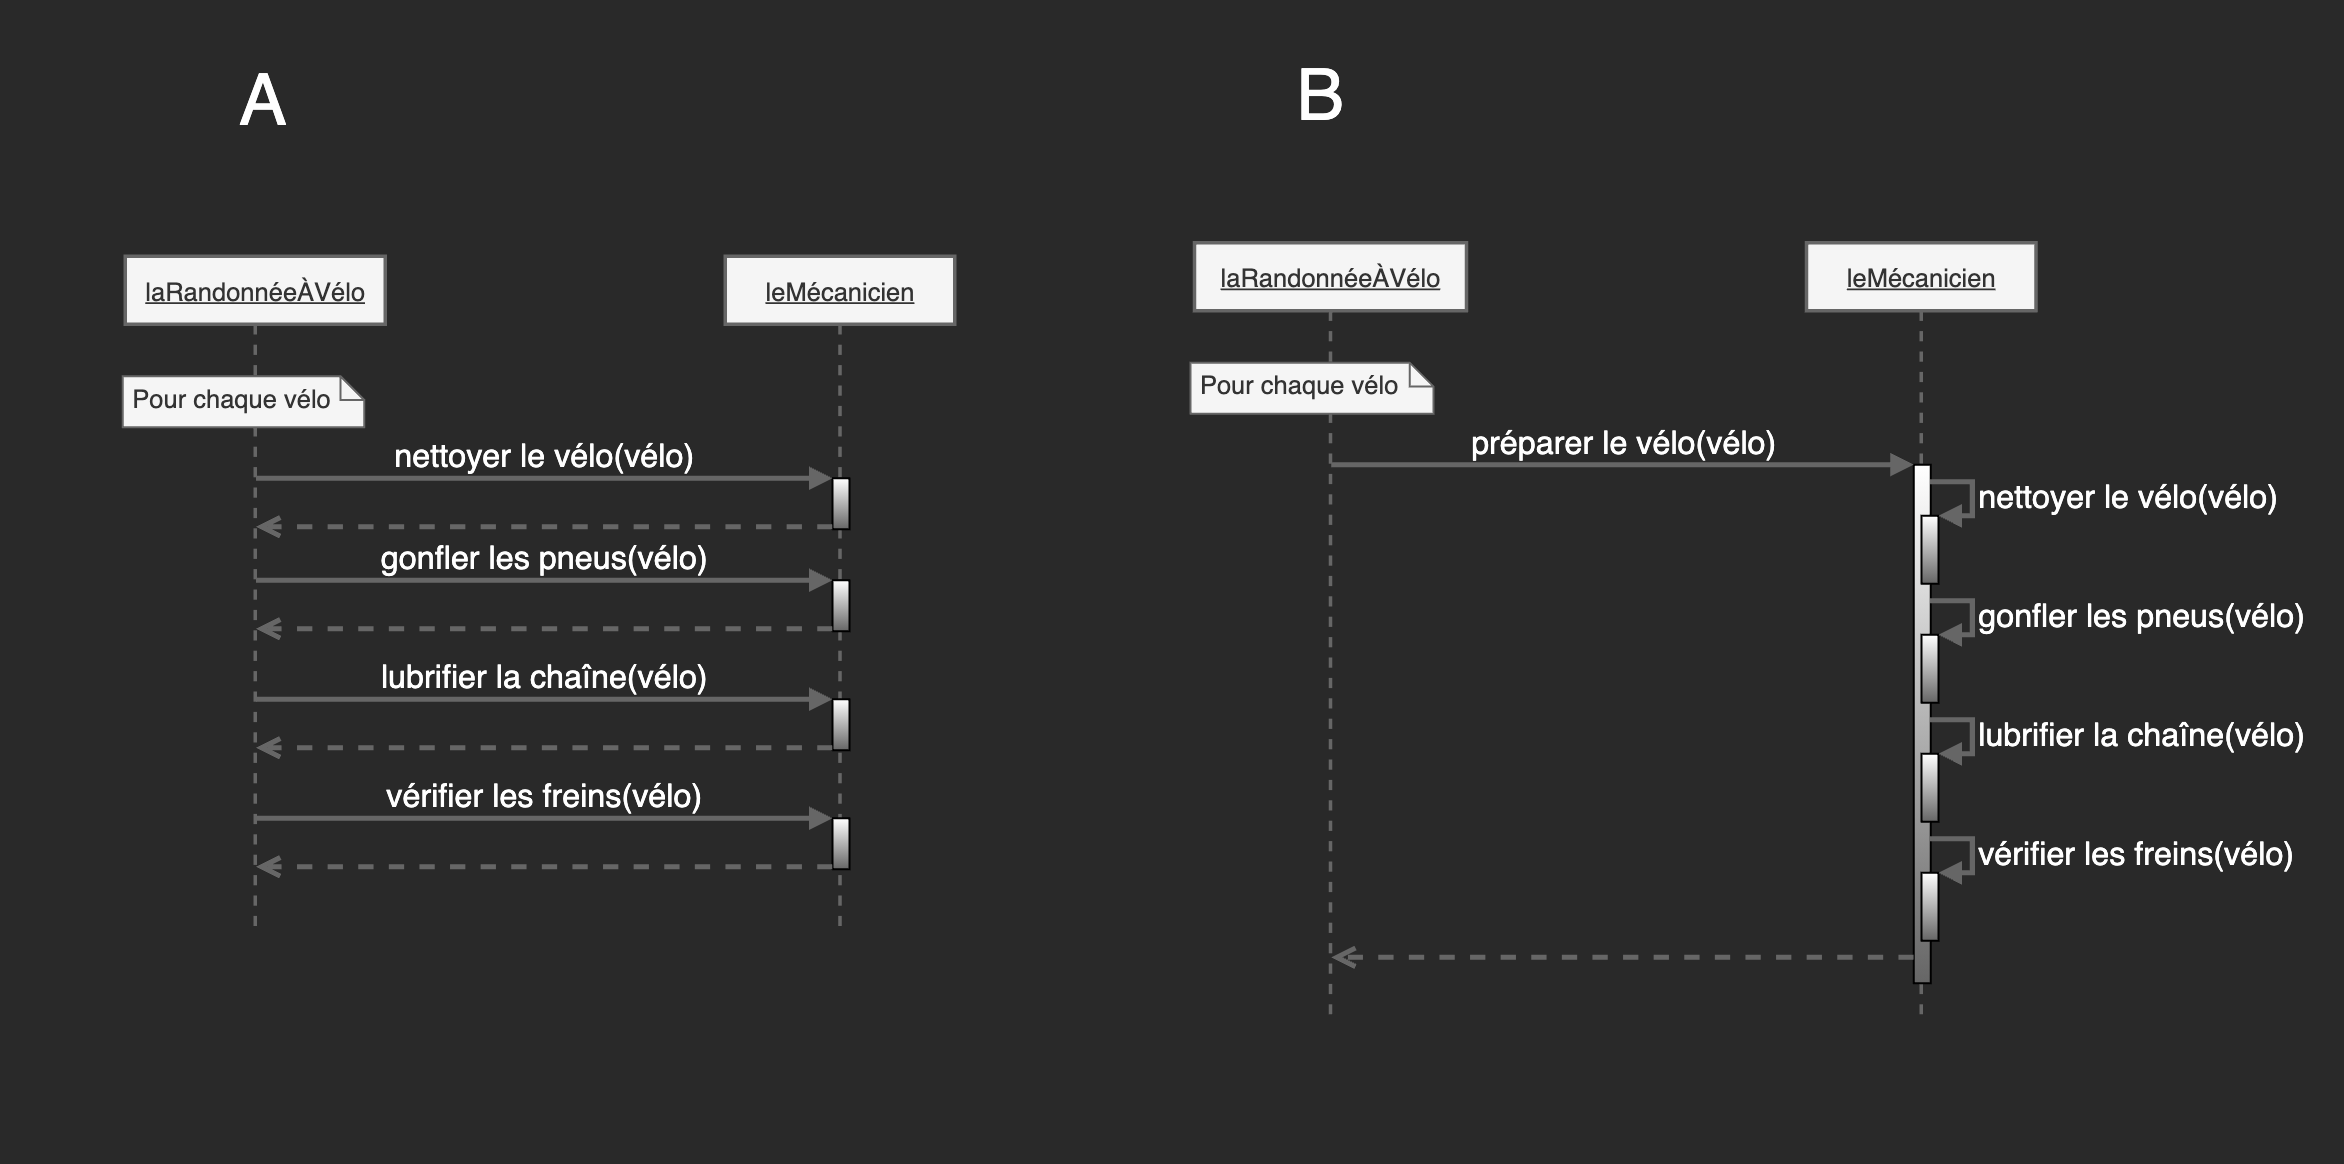 A
laRandonnéeÀVélo
leMécanicien
Pour chaque vélo
nettoyer le vélo(vélo)
gonfler les pneus(vélo)
lubrifier la chaîne(vélo)
vérifier les freins(vélo)
B
laRandonnéeÀVélo
leMécanicien
Pour chaque vélo
préparer le vélo(vélo)
nettoyer le vélo(vélo)
gonfler les pneus(vélo)
lubrifier la chaîne(vélo)
vérifier les freins(vélo)